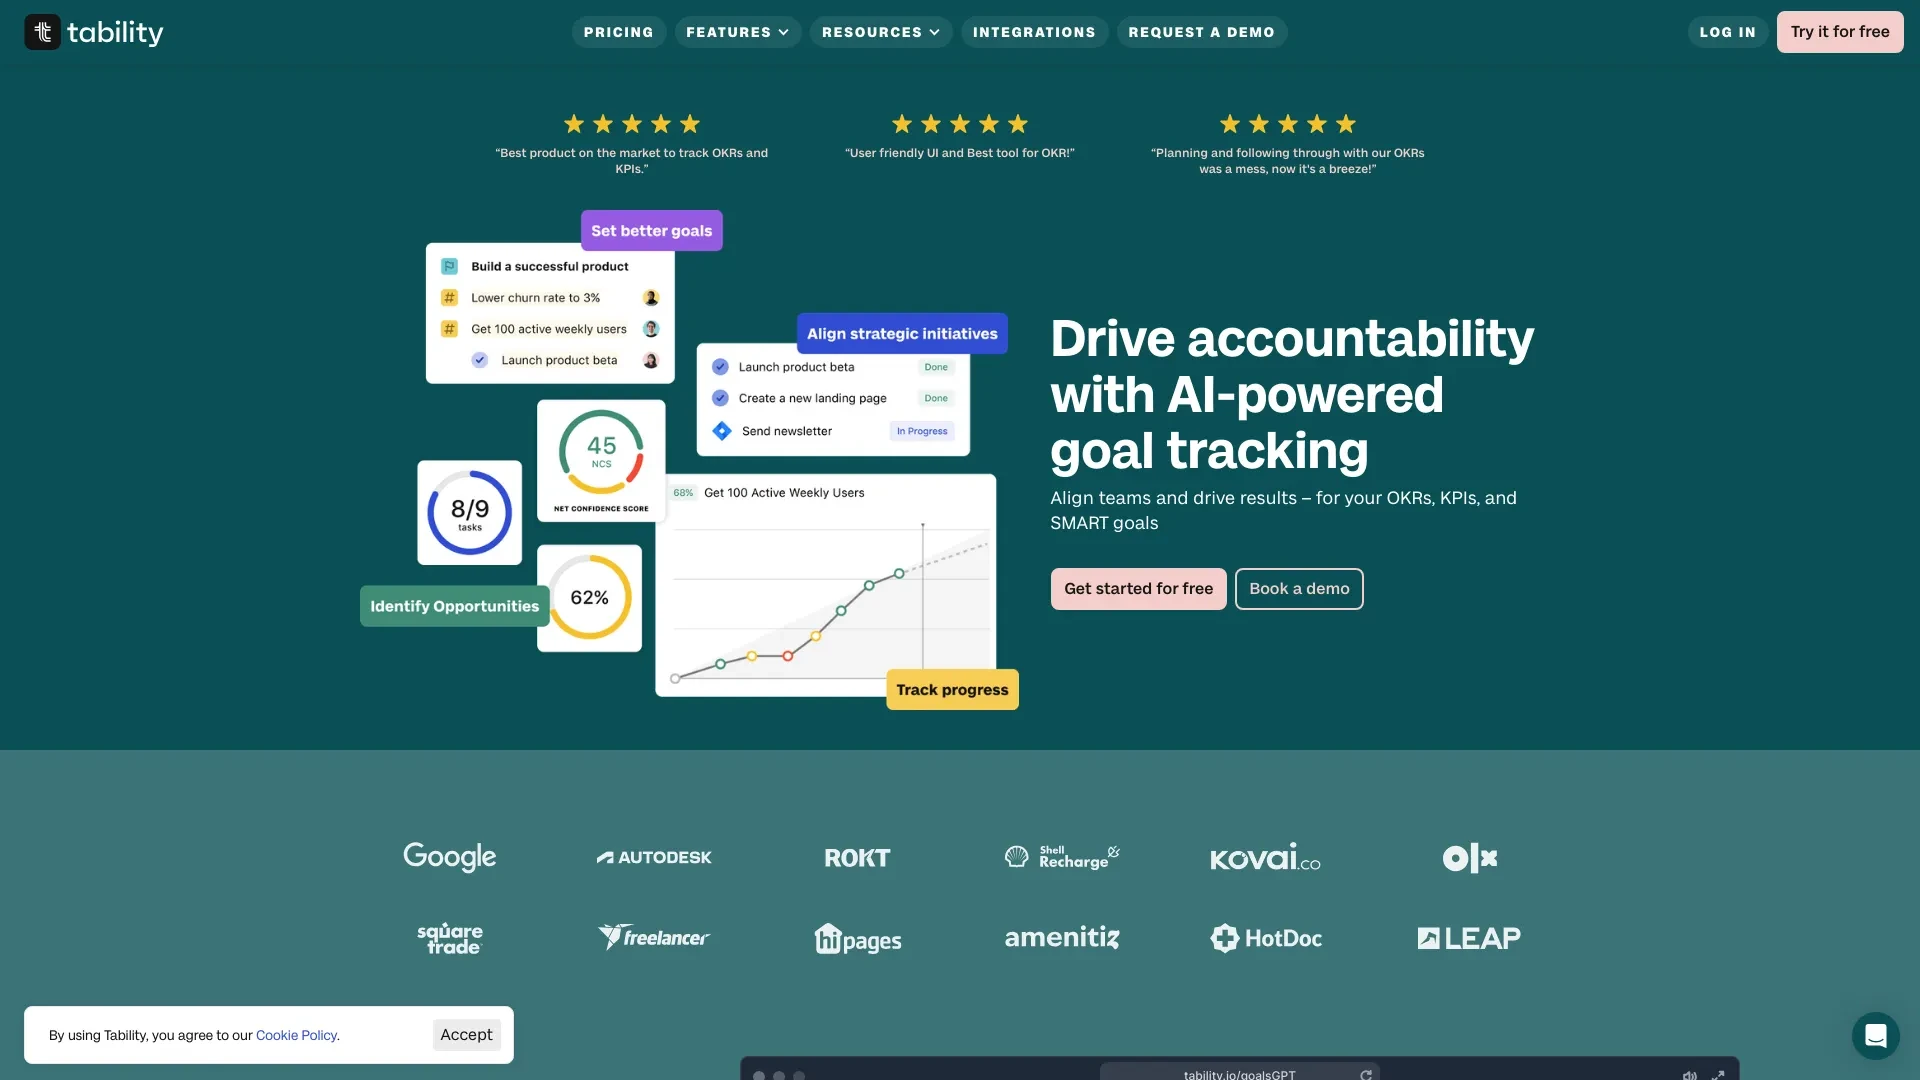 tability
PRICING
FEATURES
RESOURCES
INTEGRATIONS
REQUEST A DEMO
LOG IN
Try it for free
“Best product on the market to track OKRs and
KPIs.”
“User friendly UI and Best tool for OKR!”
“Planning and following through with our OKRs
was a mess, now it's a breeze!”
Set better goals
Build a successful product
Lower churn rate to 3%
Get 100 active weekly users
Launch product beta
Align strategic initiatives
Launch product beta
Done
Create a new landing page
Done
Send newsletter
In Progress
45
NCS
NET CONFIDENCE SCORE
8/9
tasks
62%
Identify Opportunities
68%
Get 100 Active Weekly Users
Track progress
Drive accountability
with AI-powered
goal tracking
Align teams and drive results – for your OKRs, KPIs, and
SMART goals
Get started for free
Book a demo
Google
AUTODESK
ROKT
Shell
Recharge
KOVAI.CO
olx
square
trade
freelancer
hipages
amenitiz
HotDoc
LEAP
By using Tability, you agree to our Cookie Policy.
Accept
tability.io/goalsGPT